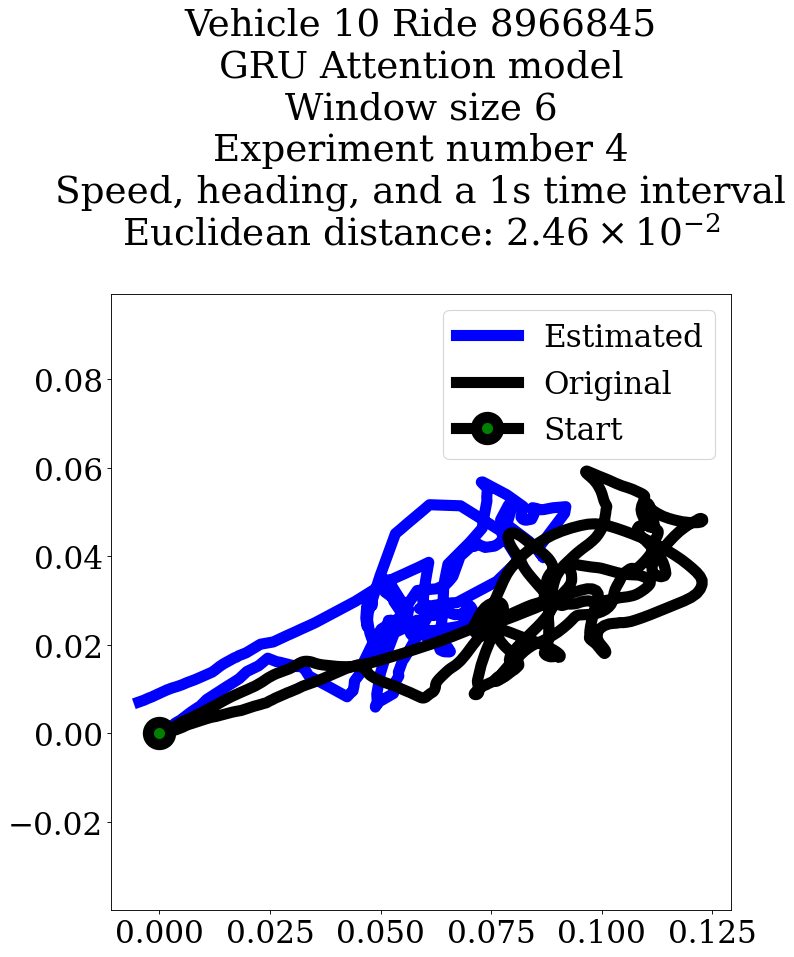 Vehicle 10 Ride 8966845
GRU Attention model
Window size 6
Experiment number 4
Speed, heading, and a 1s time interval
Euclidean distance: 2.46 × 10⁻²
Estimated
Original
Start
0.08
0.06
0.04
0.02
0.00
−0.02
0.000 0.025 0.050 0.075 0.100 0.125